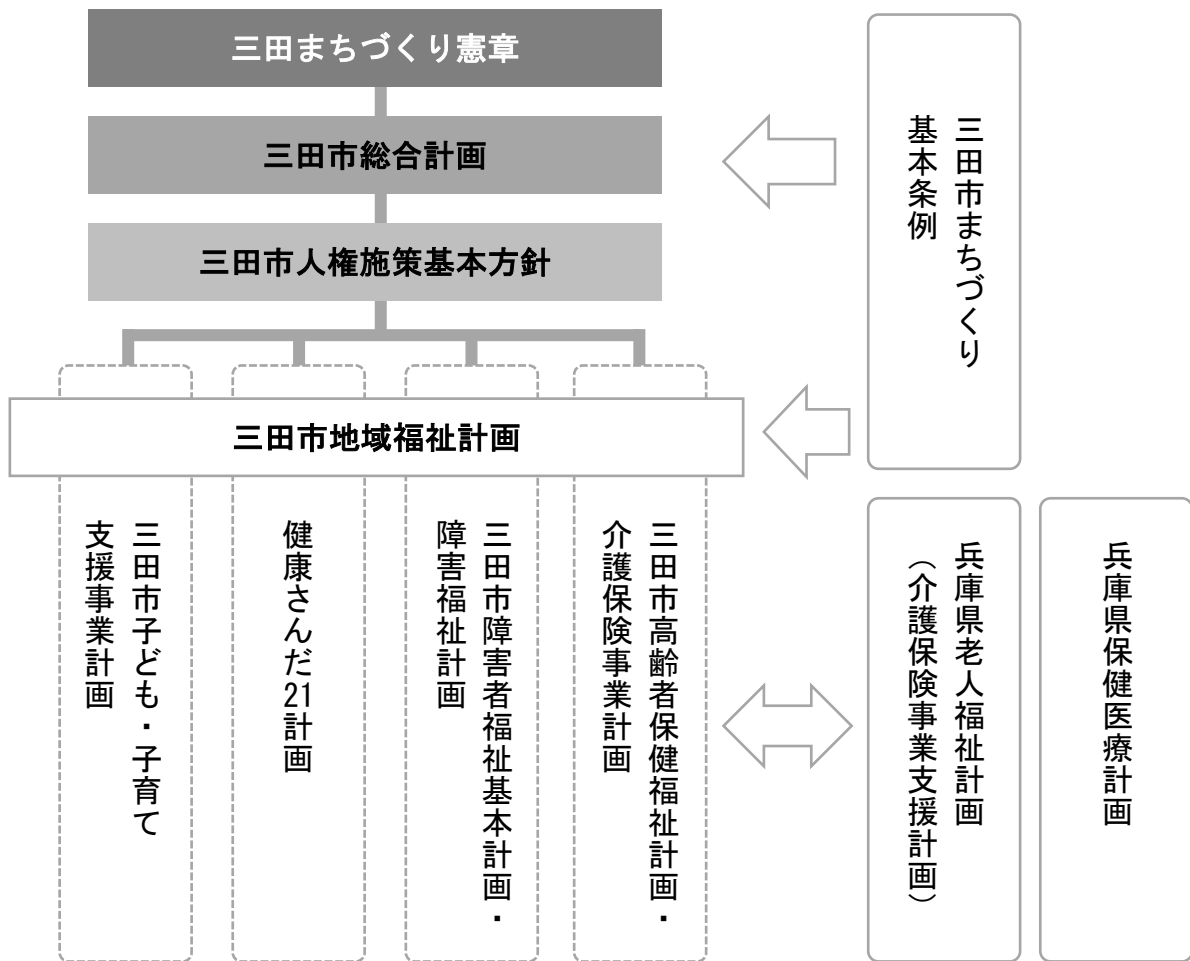 三田まちづくり憲章
三田市総合計画
三田市人権施策基本方針
三田市まちづくり
基本条例
三田市地域福祉計画
三田市子ども・子育て
支援事業計画
健康さんだ21計画
三田市障害者福祉基本計画・
障害福祉計画
三田市高齢者保健福祉計画・
介護保険事業計画
兵庫県老人福祉計画
（介護保険事業支援計画）
兵庫県保健医療計画